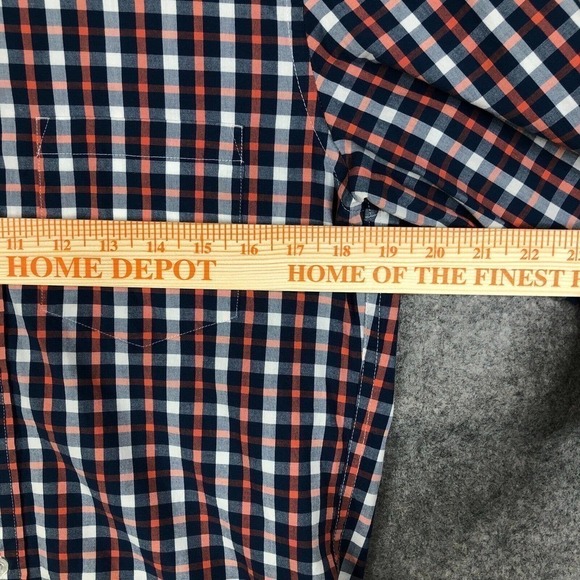 11 12 13 14 15 16 17 18 19 20 21 22
HOME DEPOT HOME OF THE FINEST